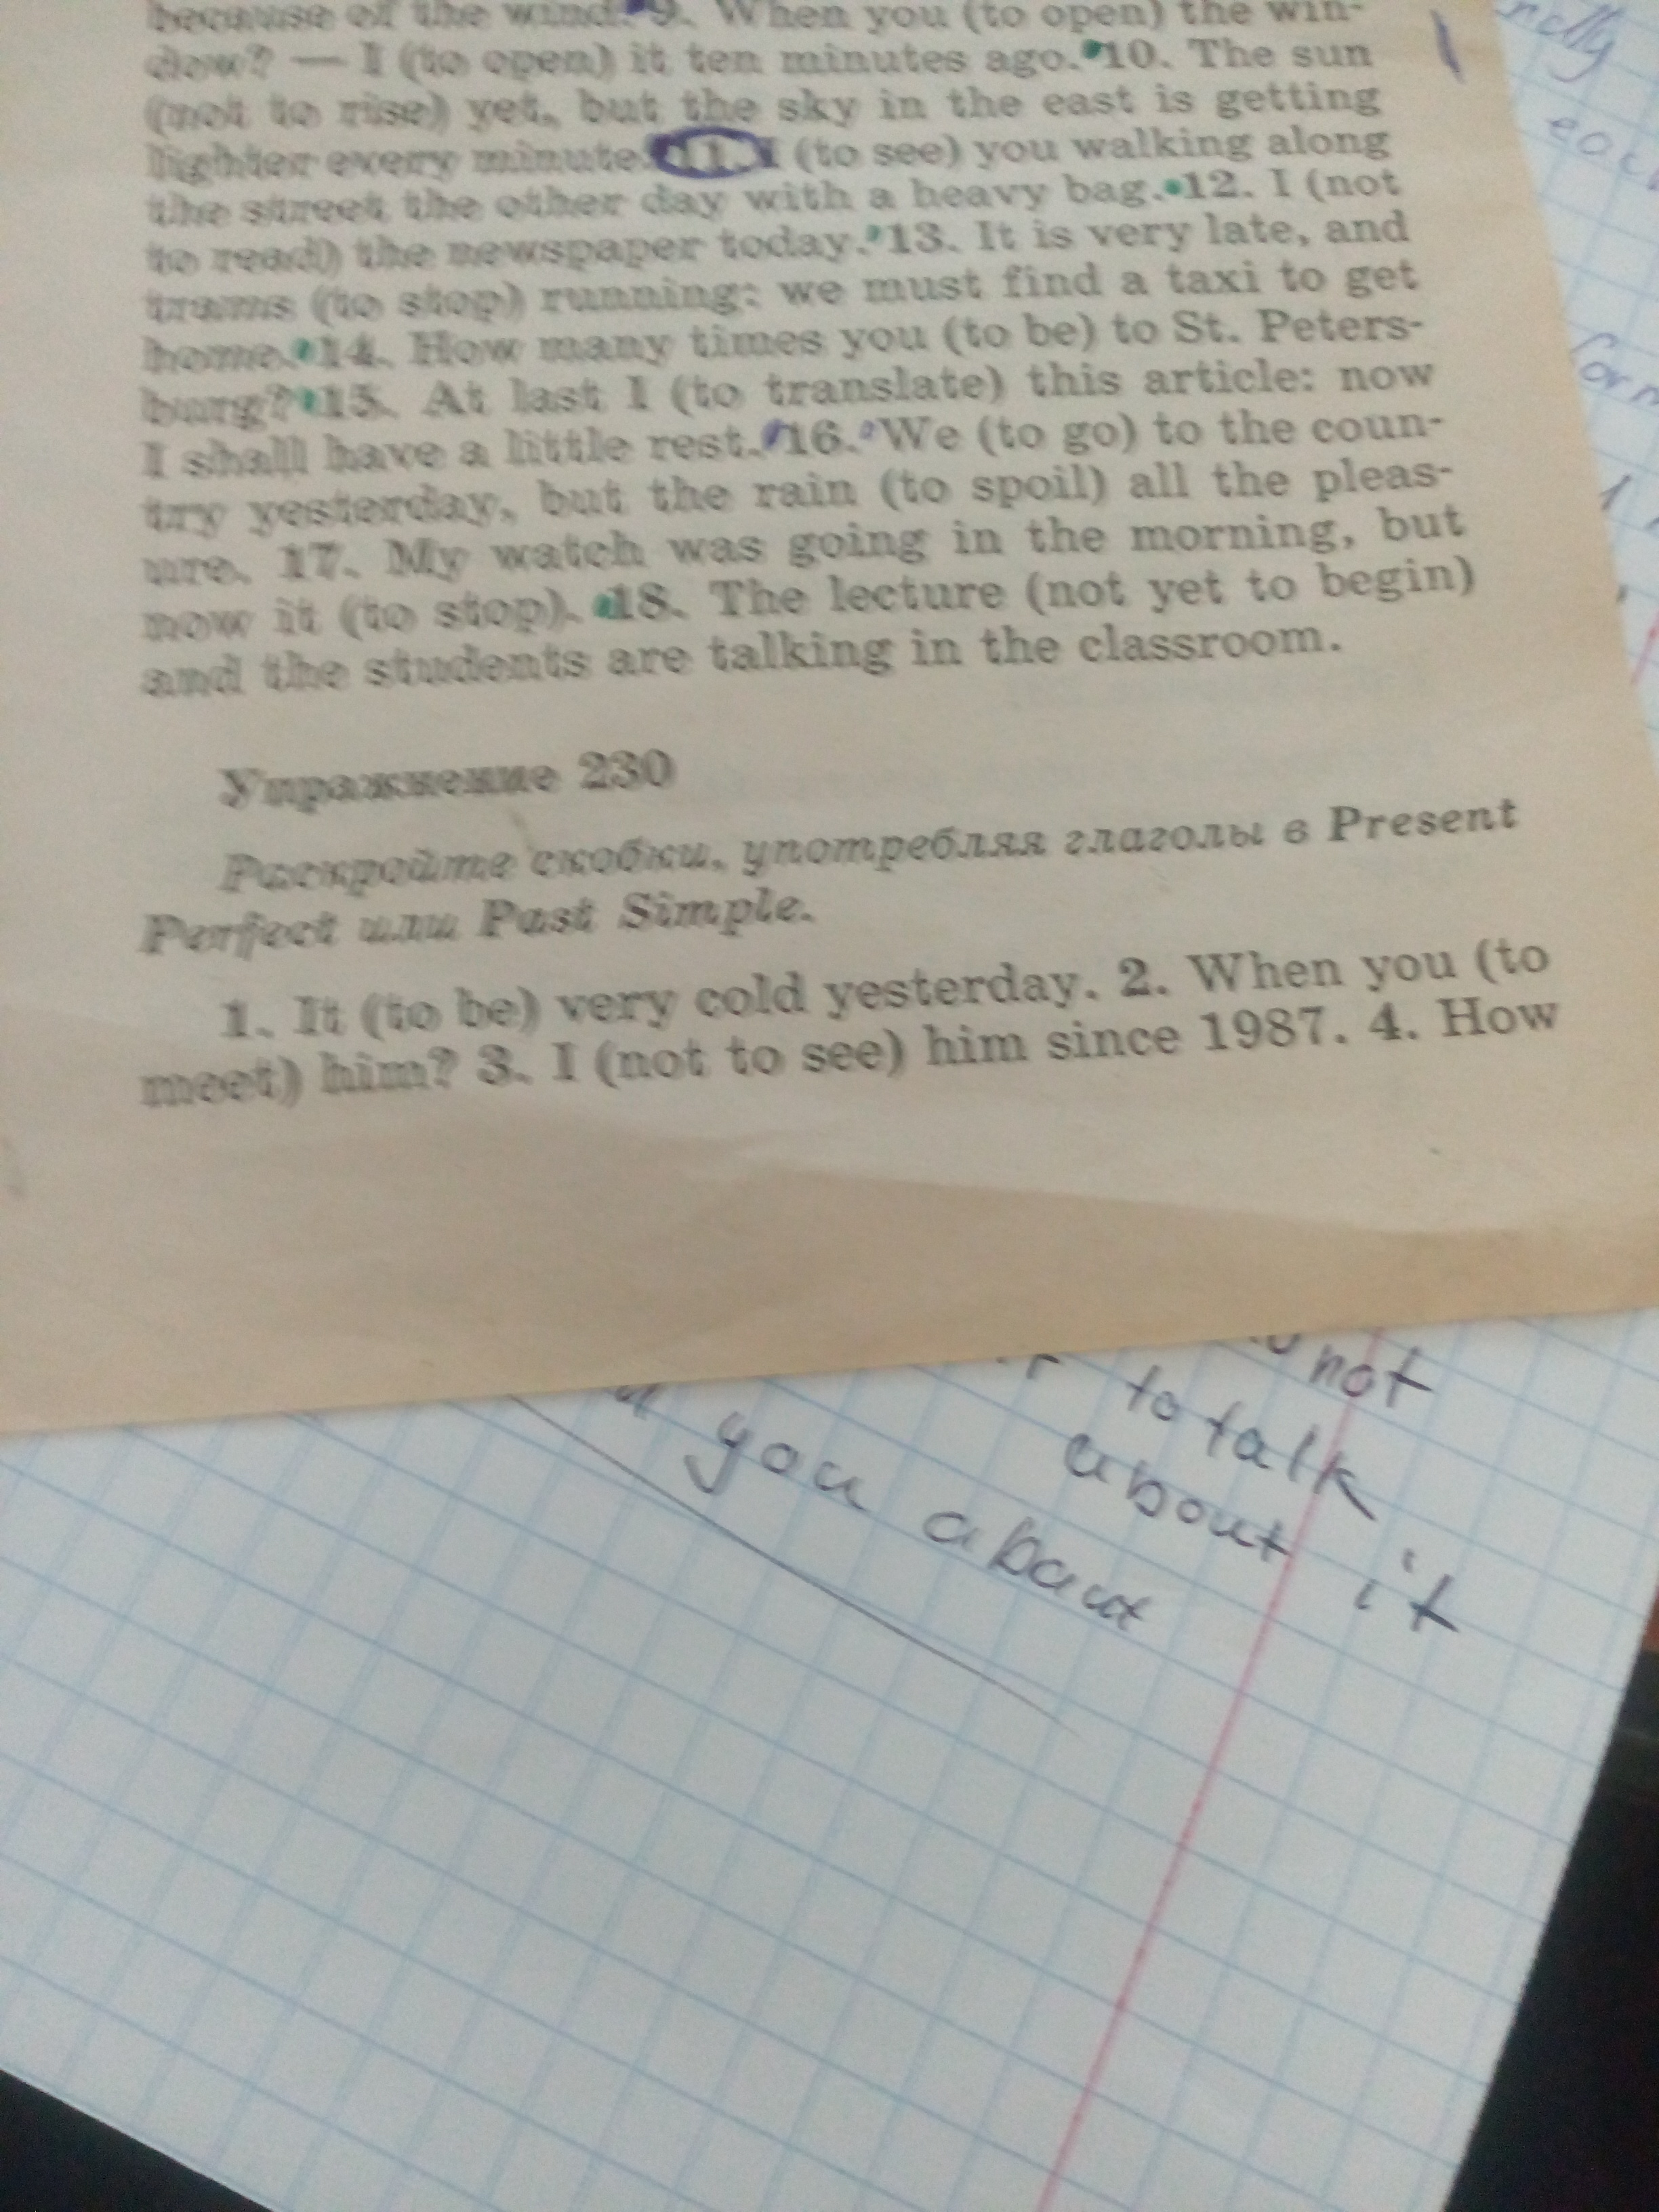 because of the wind. 9. When you (to open) the win-
dow? — I (to open) it ten minutes ago. 10. The sun
(not to rise) yet, but the sky in the east is getting
lighter every minute. 11. I (to see) you walking along
the street the other day with a heavy bag. 12. I (not
to read) the newspaper today. 13. It is very late, and
trams (to stop) running: we must find a taxi to get
home. 14. How many times you (to be) to St. Peters-
burg? 15. At last I (to translate) this article: now
I shall have a little rest. 16. We (to go) to the coun-
try yesterday, but the rain (to spoil) all the pleas-
ure. 17. My watch was going in the morning, but
now it (to stop). 18. The lecture (not yet to begin)
and the students are talking in the classroom.
Упражнение 230
Раскройте скобки, употребляя глаголы в Present
Perfect или Past Simple.
1. It (to be) very cold yesterday. 2. When you (to
meet) him? 3. I (not to see) him since 1987. 4. How
not
to talk
about it
you about